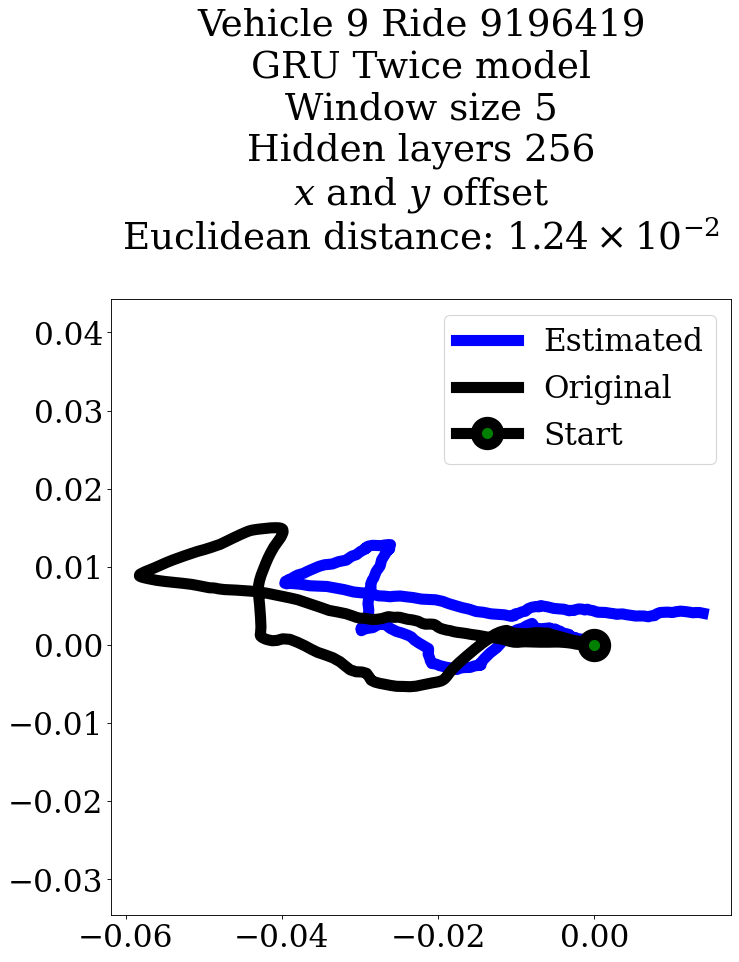 Vehicle 9 Ride 9196419
GRU Twice model
Window size 5
Hidden layers 256
x and y offset
Euclidean distance: 1.24 × 10⁻²
Estimated
Original
Start
0.04
0.03
0.02
0.01
0.00
−0.01
−0.02
−0.03
−0.06 −0.04 −0.02 0.00